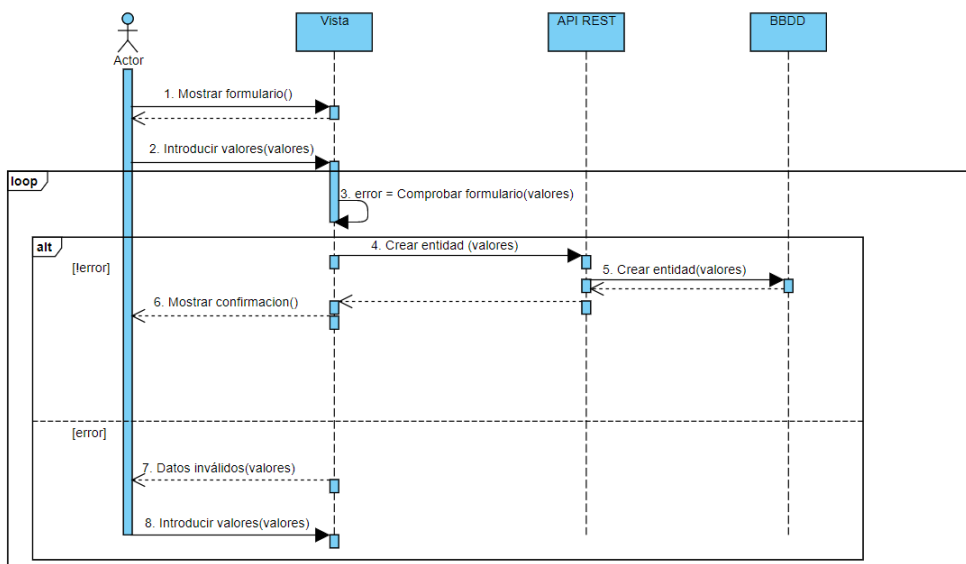 Vista
API REST
BBDD
Actor
1. Mostrar formulario()
2. Introducir valores(valores)
loop
3. error = Comprobar formulario(valores)
alt
4. Crear entidad (valores)
[!error]
5. Crear entidad(valores)
6. Mostrar confirmacion()
[error]
7. Datos inválidos(valores)
8. Introducir valores(valores)